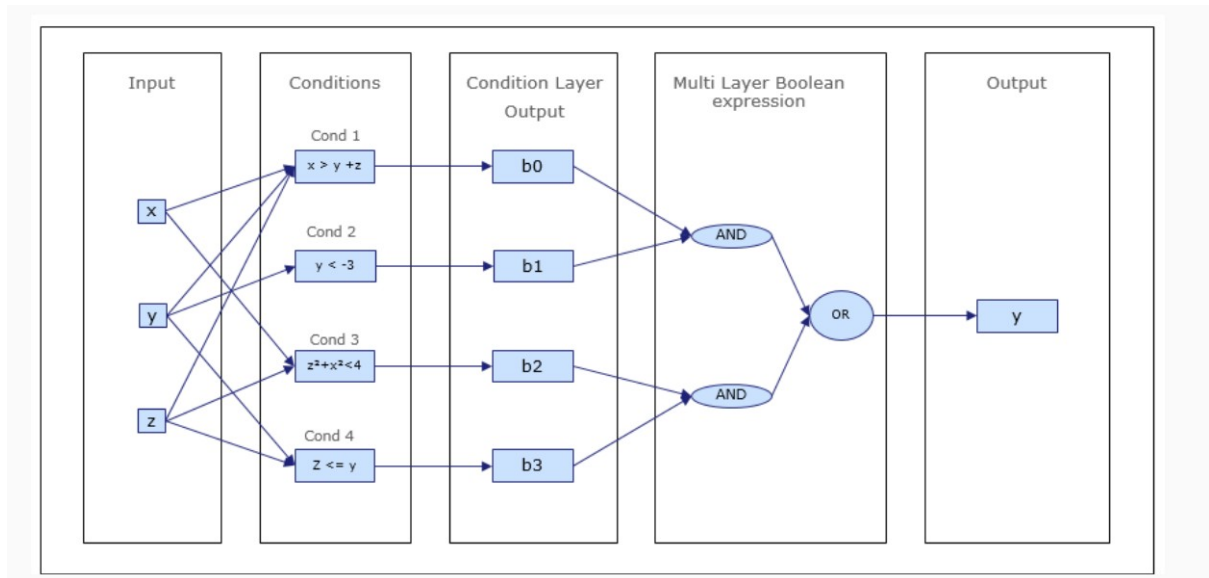 Input
Conditions
Condition Layer
Output
Multi Layer Boolean
expression
Output
Cond 1
x > y +z
b0
x
Cond 2
y < -3
b1
AND
y
OR
y
Cond 3
z²+x²<4
b2
AND
z
Cond 4
Z <= y
b3